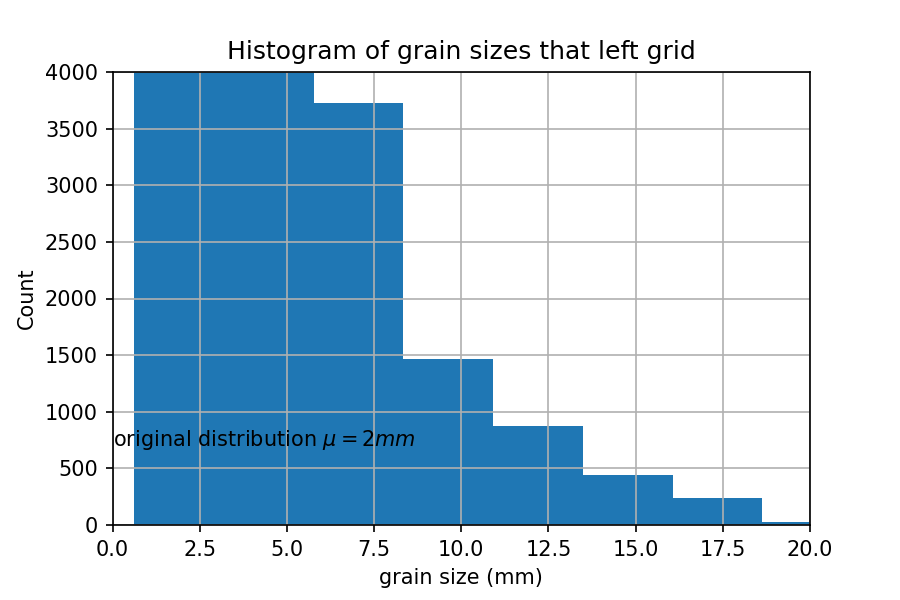 Histogram of grain sizes that left grid
4000
3500
3000
2500
2000
1500
1000
500
0
Count
original distribution μ = 2mm
0.0 2.5 5.0 7.5 10.0 12.5 15.0 17.5 20.0
grain size (mm)